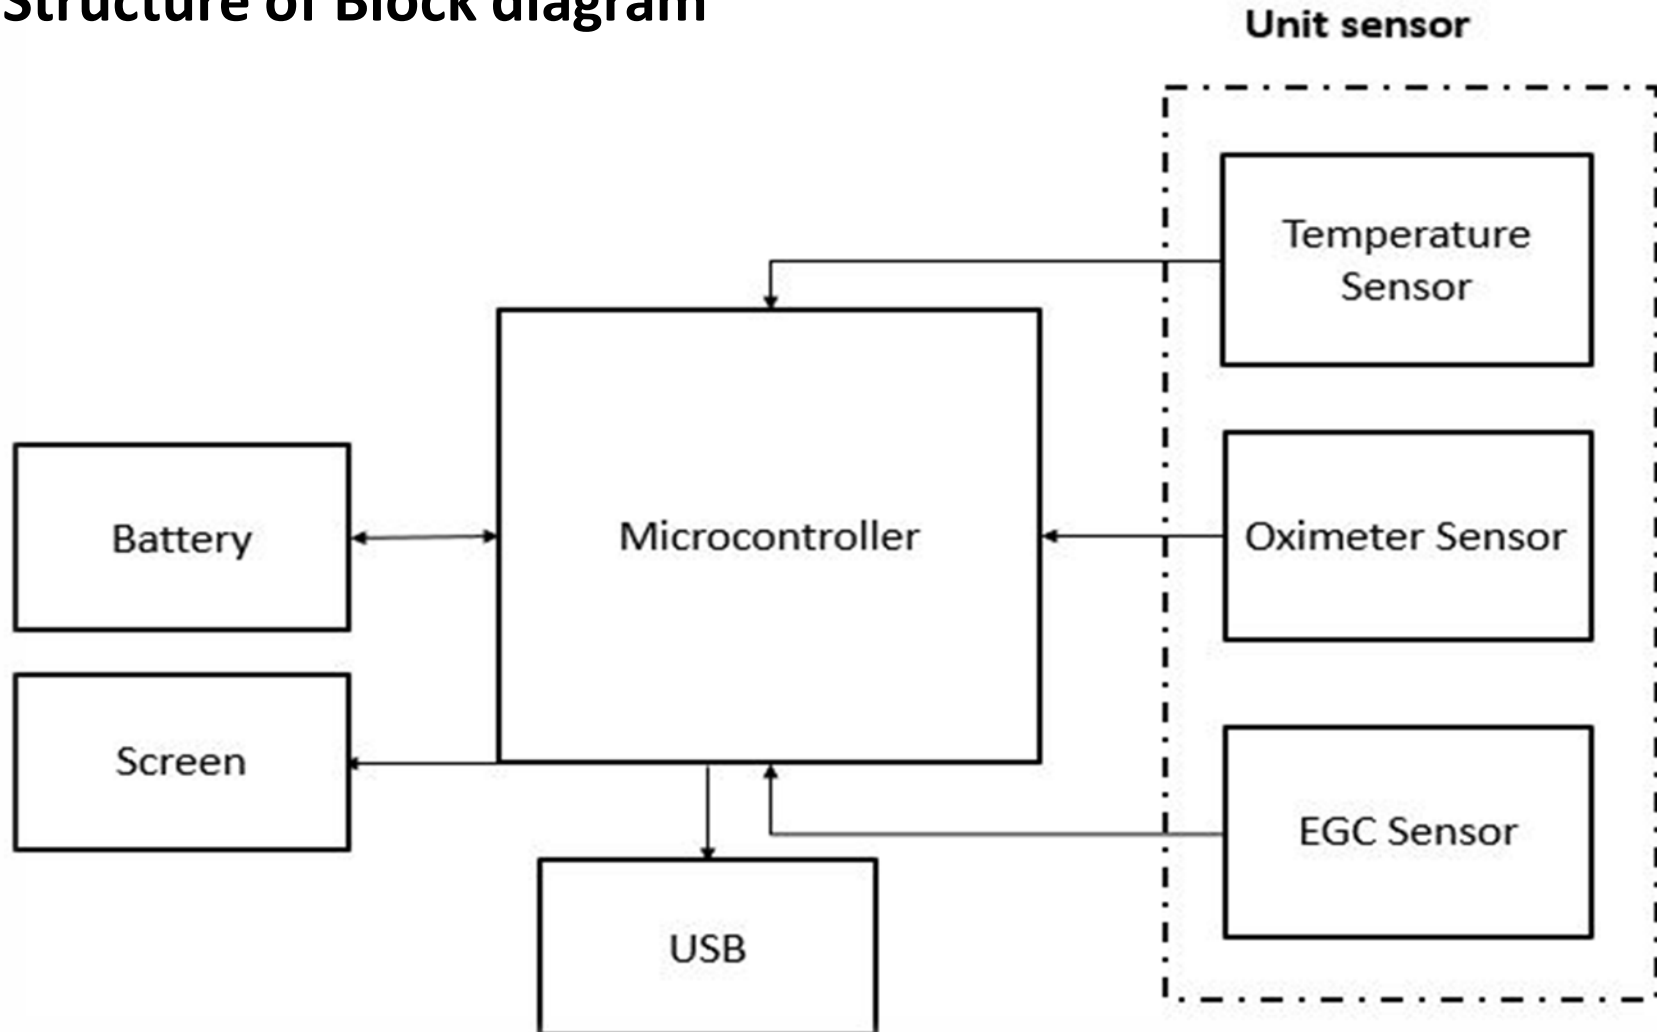 Structure of Block diagram
Unit sensor
Temperature
Sensor
Battery
Microcontroller
Oximeter Sensor
Screen
EGC Sensor
USB